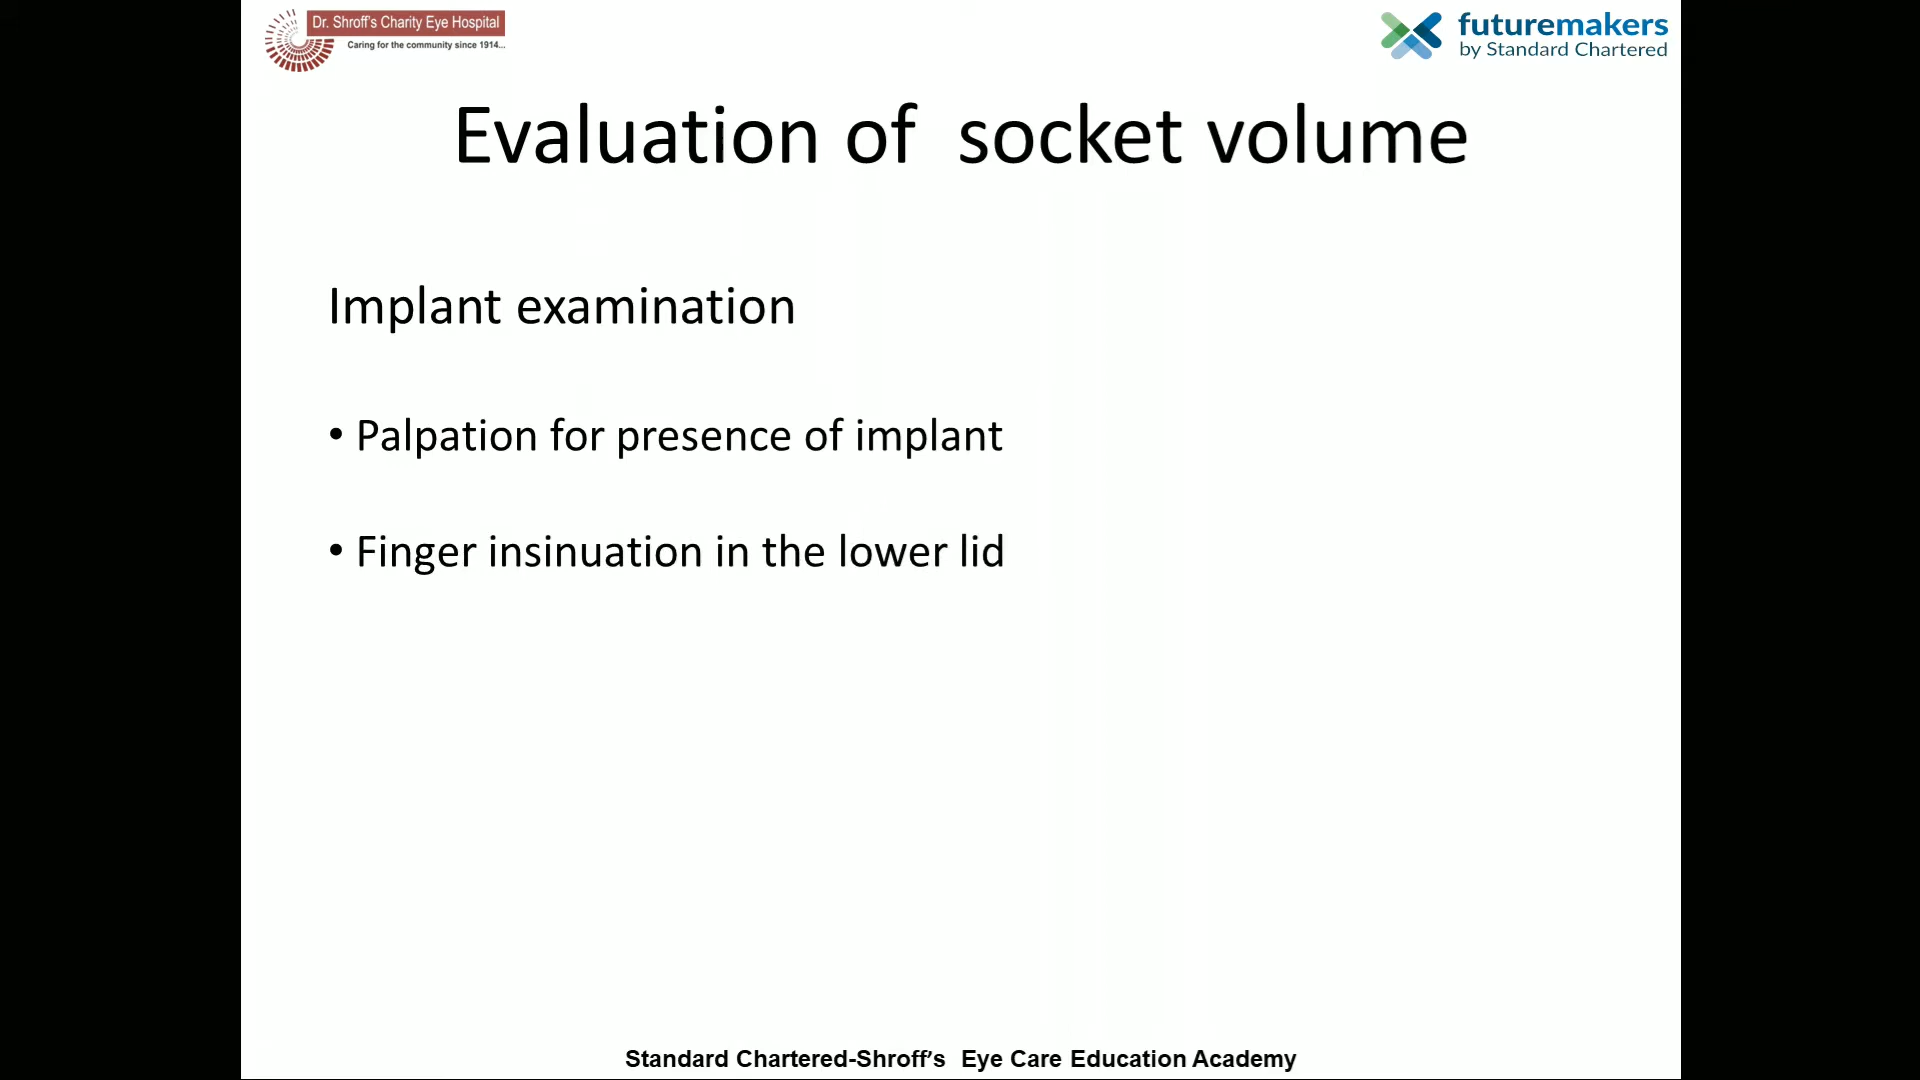 Dr. Shroff's Charity Eye Hospital
Caring for the community since 1914...
futuremakers
by Standard Chartered
Evaluation of  socket volume
Implant examination
• Palpation for presence of implant
• Finger insinuation in the lower lid
Standard Chartered-Shroff's  Eye Care Education Academy